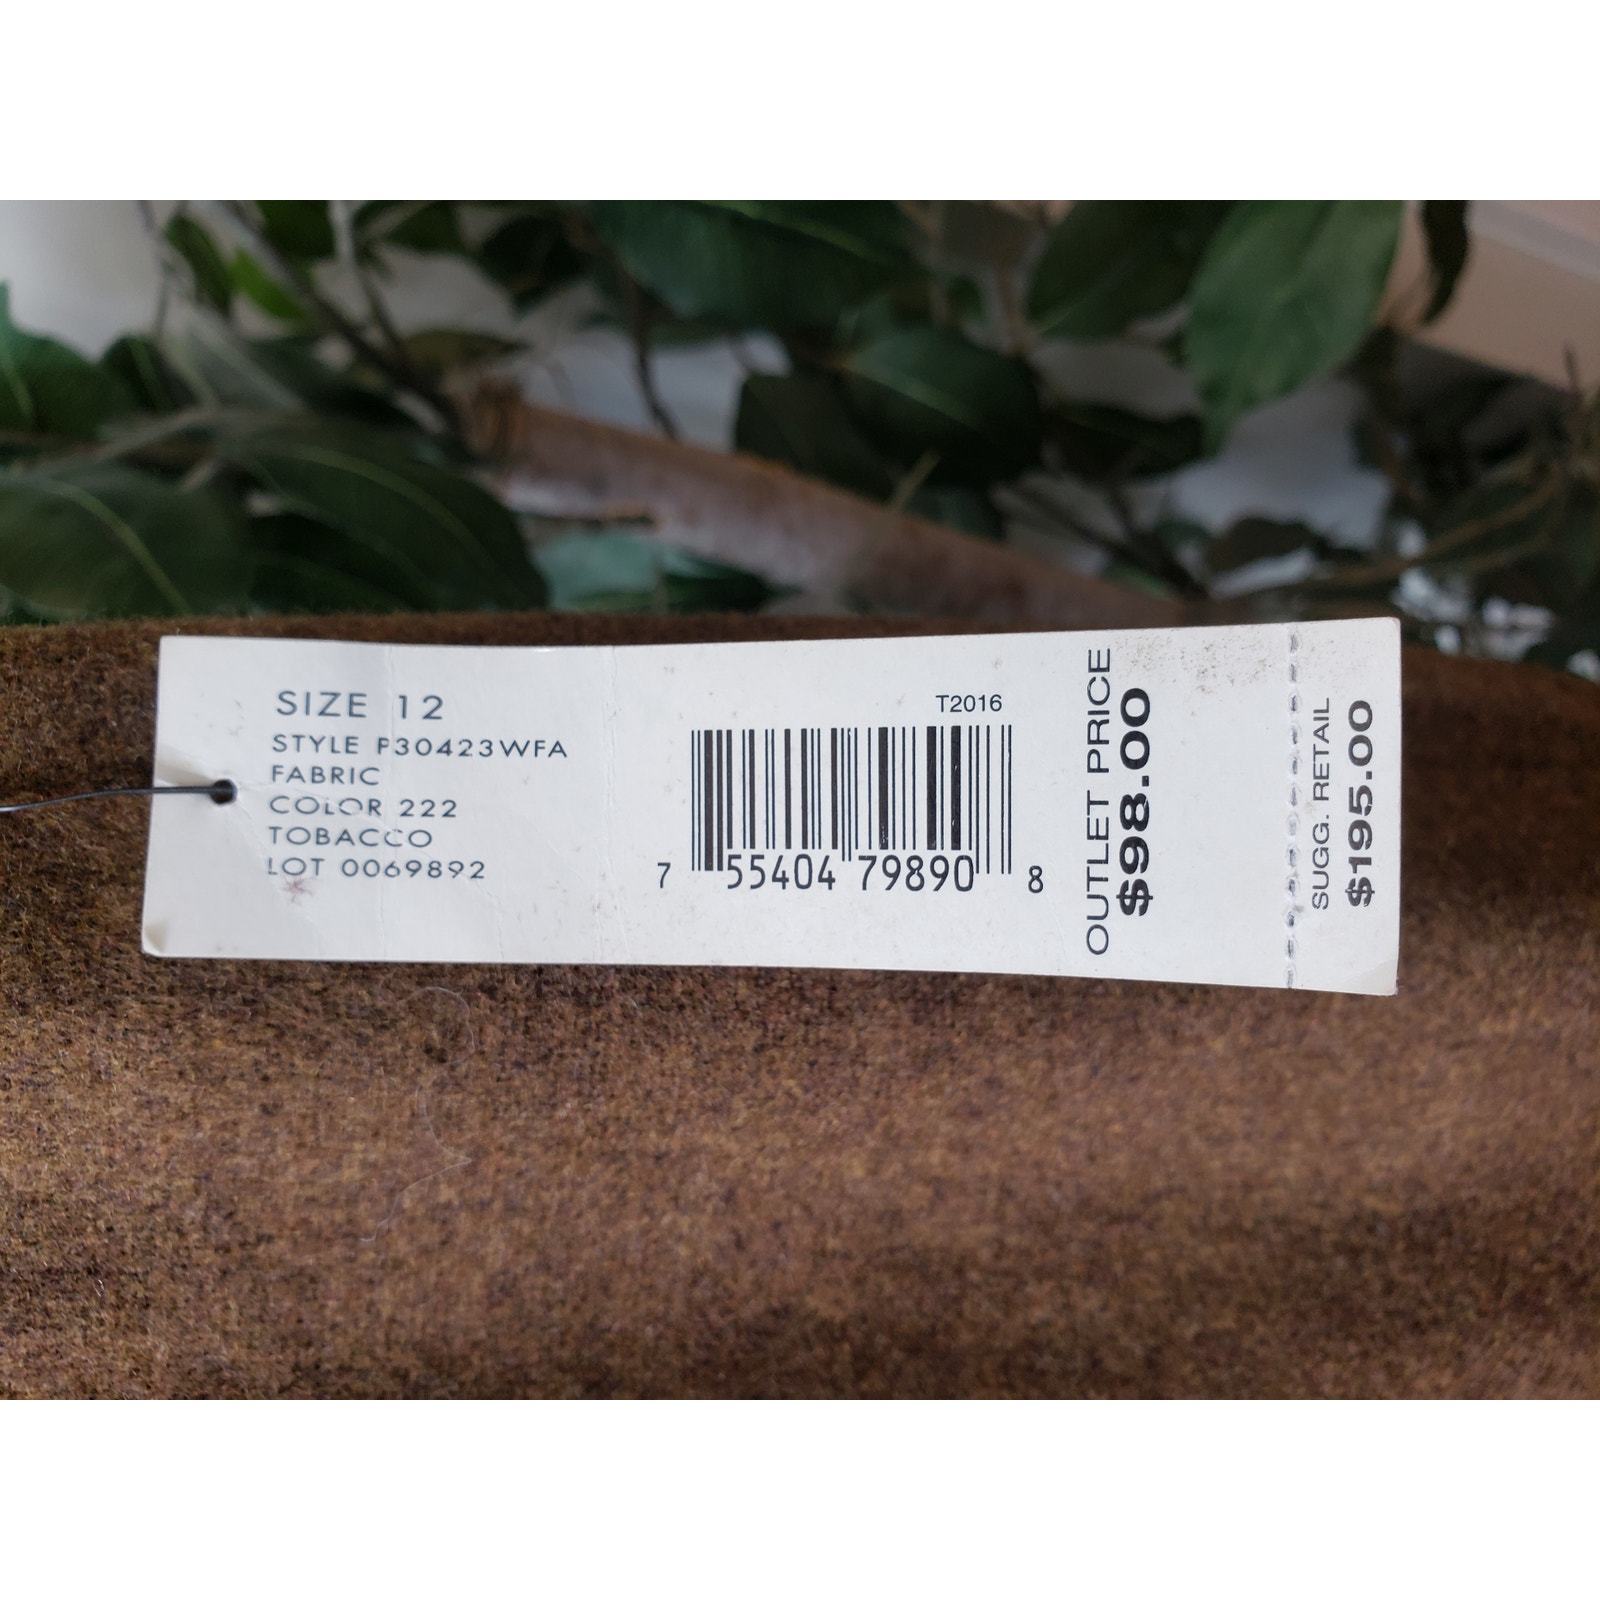 SIZE 12
STYLE P30423WFA
FABRIC
COLOR 222
TOBACCO
LOT 0069892
T2016
7 55404 79890 8
OUTLET PRICE
$98.00
SUGG. RETAIL
$195.00